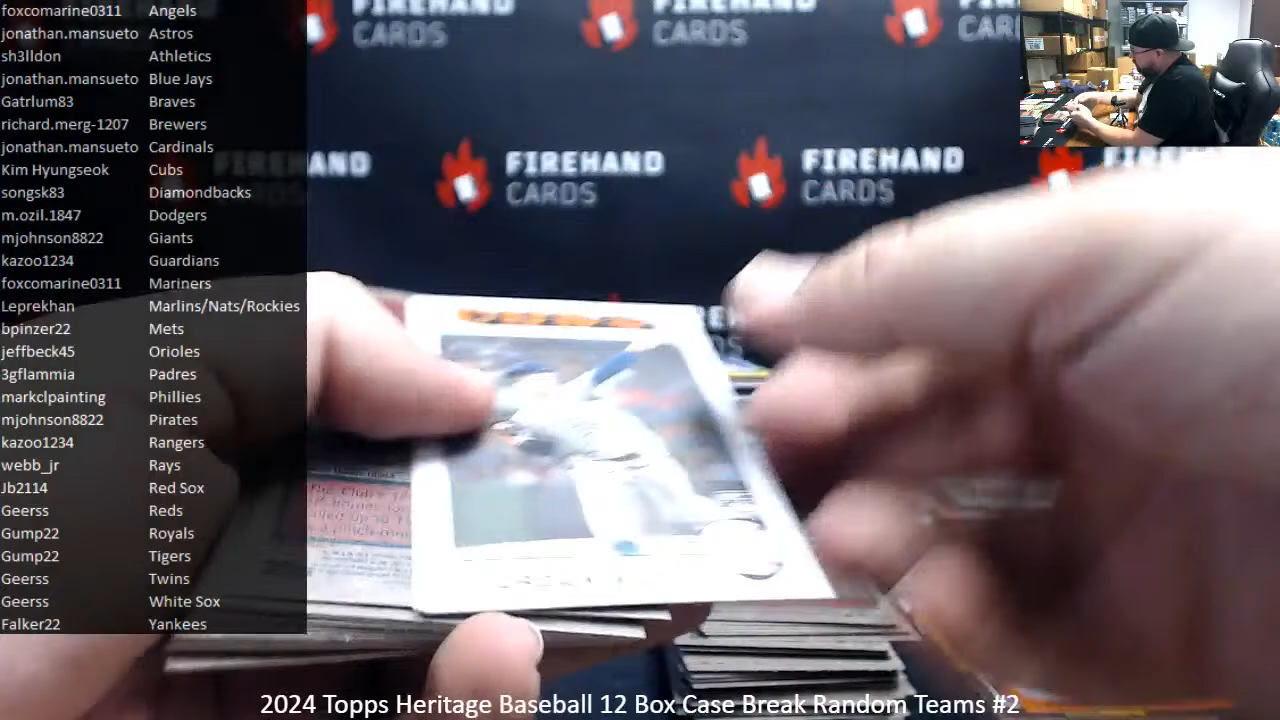 foxcomarine0311 Angels
jonathan.mansueto Astros
sh3lldon Athletics
jonathan.mansueto Blue Jays
Gatrlum83 Braves
richard.merg-1207 Brewers
jonathan.mansueto Cardinals
Kim Hyungseok Cubs
songsk83 Diamondbacks
m.ozil.1847 Dodgers
mjohnson8822 Giants
kazoo1234 Guardians
foxcomarine0311 Mariners
Leprekhan Marlins/Nats/Rockies
bpinzer22 Mets
jeffbeck45 Orioles
3gflammia Padres
markclpainting Phillies
mjohnson8822 Pirates
kazoo1234 Rangers
webb_jr Rays
Jb2114 Red Sox
Geerss Reds
Gump22 Royals
Gump22 Tigers
Geerss Twins
Geerss White Sox
Falker22 Yankees
FIREHAND CARDS
FIREHAND CARDS
CARDS
FIREHAND
FIREHAND CARDS
FIREHAND CARDS
2024 Topps Heritage Baseball 12 Box Case Break Random Teams #2